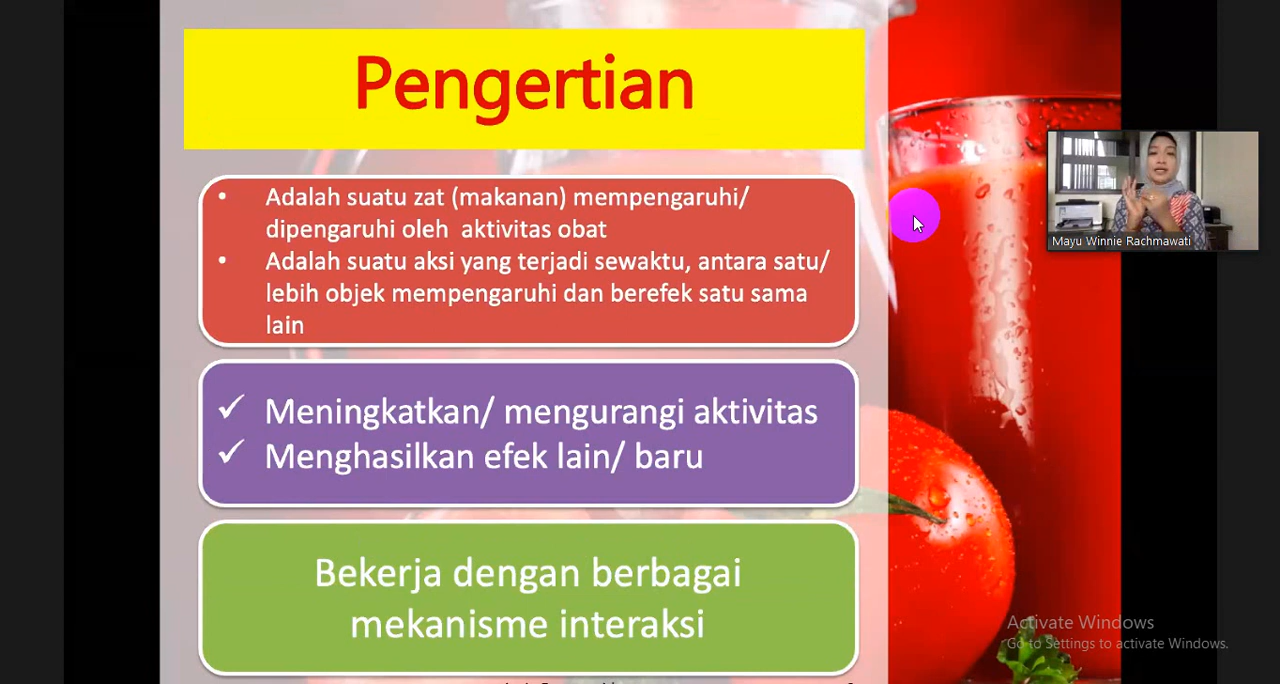 Pengertian
• Adalah suatu zat (makanan) mempengaruhi/
dipengaruhi oleh aktivitas obat
• Adalah suatu aksi yang terjadi sewaktu, antara satu/
lebih objek mempengaruhi dan berefek satu sama
lain
✓ Meningkatkan/ mengurangi aktivitas
✓ Menghasilkan efek lain/ baru
Bekerja dengan berbagai
mekanisme interaksi
Mayu Winnie Rachmawati
Activate Windows
Go to Settings to activate Windows.